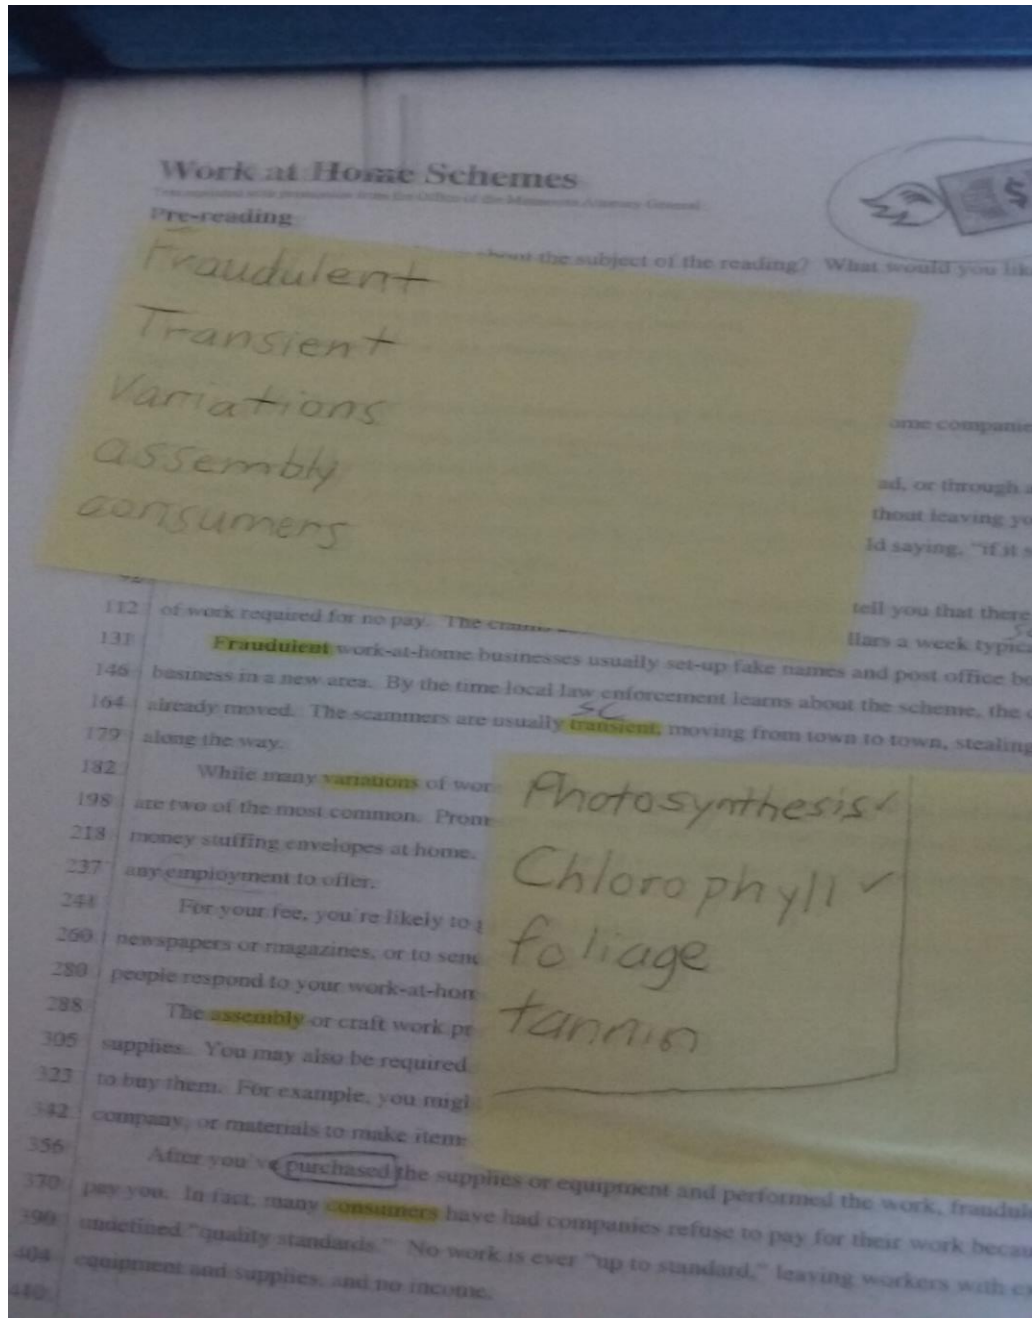 Work at Home Schemes
Pre-reading
about the subject of the reading? What would you lik
Fraudulent
Transient
Variations
assembly
consumers
ome companie
ad, or through a
thout leaving yo
ld saying, "if it s
tell you that there
112 of work required for no pay. The
llars a week typica
131 Fraudulent work-at-home businesses usually set-up fake names and post office bo
146 business in a new area. By the time local law enforcement learns about the scheme, the
sc
164 already moved. The scammers are usually transient, moving from town to town, stealing
179 along the way.
182 While many variations of wor
198 are two of the most common. Prom
218 money stuffing envelopes at home.
237 any employment to offer.
244 For your fee, you're likely to
260 newspapers or magazines, or to send
280 people respond to your work-at-hom
288 The assembly or craft work pr
305 supplies. You may also be required
323 to buy them. For example, you migh
342 company, or materials to make item
Photosynthesis ✓
Chlorophyll ✓
foliage
tannin
356 After you've purchased the supplies or equipment and performed the work, fraudule
370 pay you. In fact, many consumers have had companies refuse to pay for their work becau
390 undefined "quality standards." No work is ever "up to standard," leaving workers with ex
404 equipment and supplies, and no income.
410